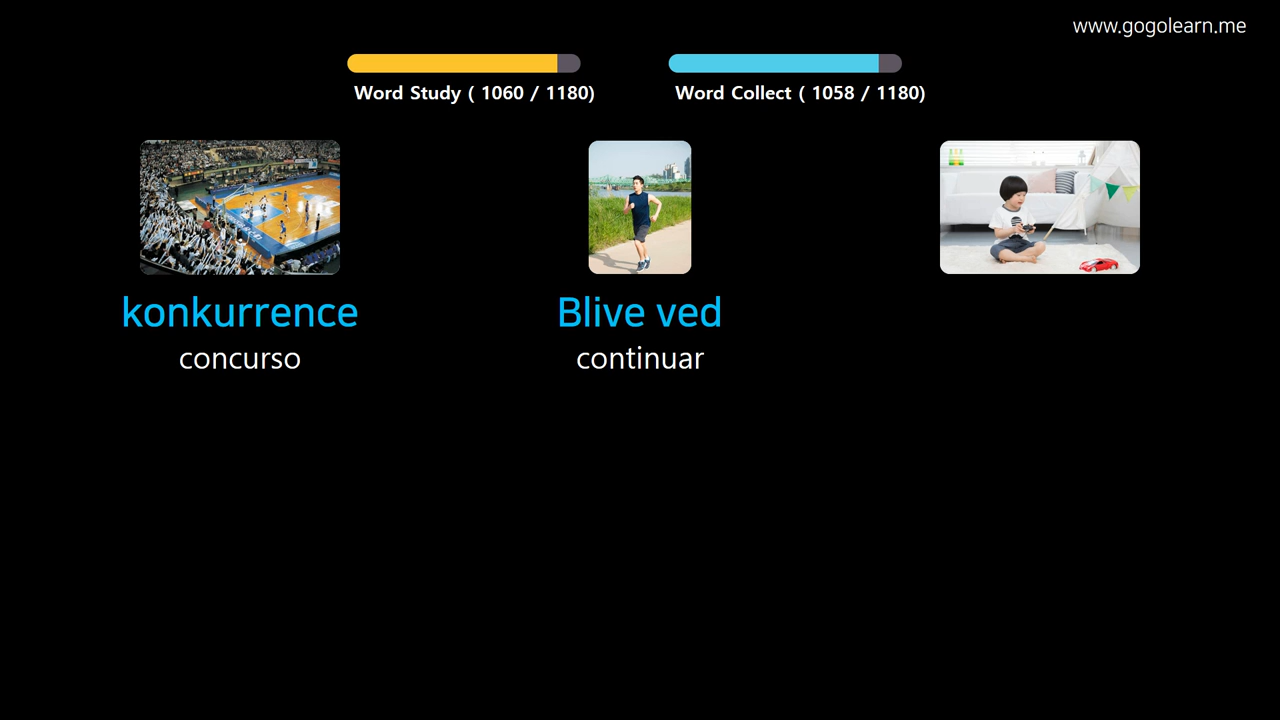 www.gogolearn.me
Word Study ( 1060 / 1180)
Word Collect ( 1058 / 1180)
konkurrence
concurso
Blive ved
continuar